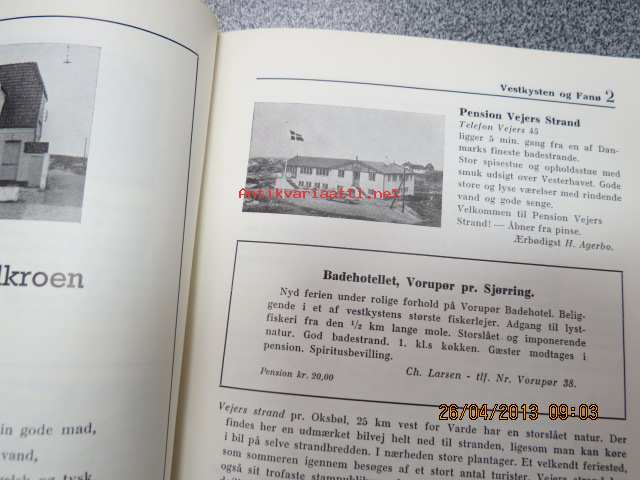 lkroen
in gode mad,
vand,
Vestkysten og Fanø 2
Pension Vejers Strand
Telefon Vejers 45
ligger 5 min. gang fra en af Dan-
marks fineste badestrande.
Stor spisestue og opholdsstue med
smuk udsigt over Vesterhavet. Gode
store og lyse værelser med rindende
vand og gode senge.
Velkommen til Pension Vejers
Strand! — Åbner fra pinse.
Ærbødigst H. Agerbo.
Antikvariaatti.net
Badehotellet, Vorupør pr. Sjørring.
Nyd ferien under rolige forhold på Vorupør Badehotel. Belig-
gende i et af vestkystens største fiskerlejer. Adgang til lyst-
fiskeri fra den ½ km lange mole. Storslået og imponerende
natur. God badestrand. 1. kl.s køkken. Gæster modtages i
pension. Spiritusbevilling.
Pension kr. 20,00 Ch. Larsen - tlf. Nr. Vorupør 38.
Vejers strand pr. Oksbøl, 25 km vest for Varde har en storslået natur. Der
findes her en udmærket bilvej helt ned til stranden, ligesom man kan køre
i bil på selve strandbredden. I nærheden store plantager. Et velkendt feriested,
som sommeren igennem besøges af et stort antal turister. Vejers
også sit trofaste
26/04/2013 09:03